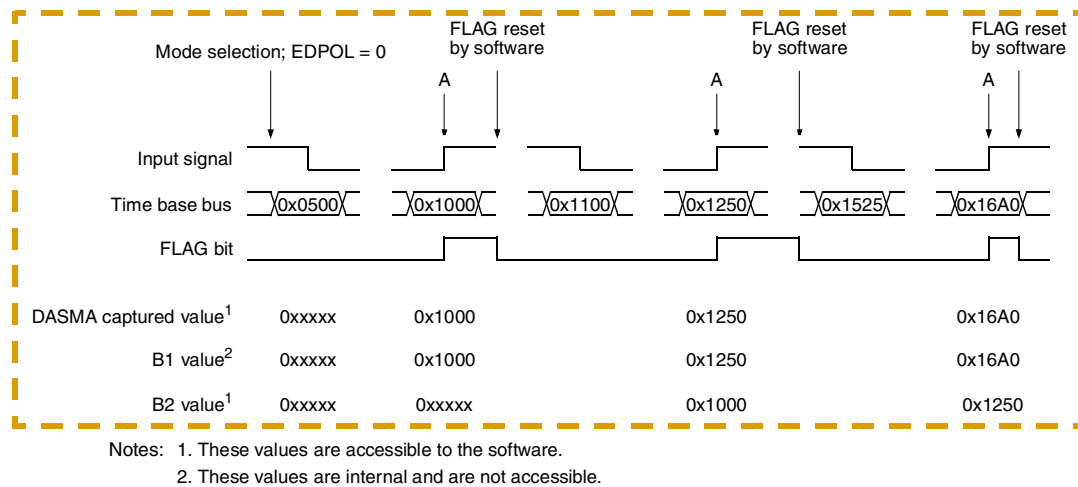 FLAG reset by software
FLAG reset by software
FLAG reset by software
Mode selection; EDPOL = 0
A
A
A
Input signal
Time base bus 0x0500 0x1000 0x1100 0x1250 0x1525 0x16A0
FLAG bit
DASMA captured value1 0xxxxx 0x1000 0x1250 0x16A0
B1 value2 0xxxxx 0x1000 0x1250 0x16A0
B2 value1 0xxxxx 0xxxxx 0x1000 0x1250
Notes: 1. These values are accessible to the software.
2. These values are internal and are not accessible.